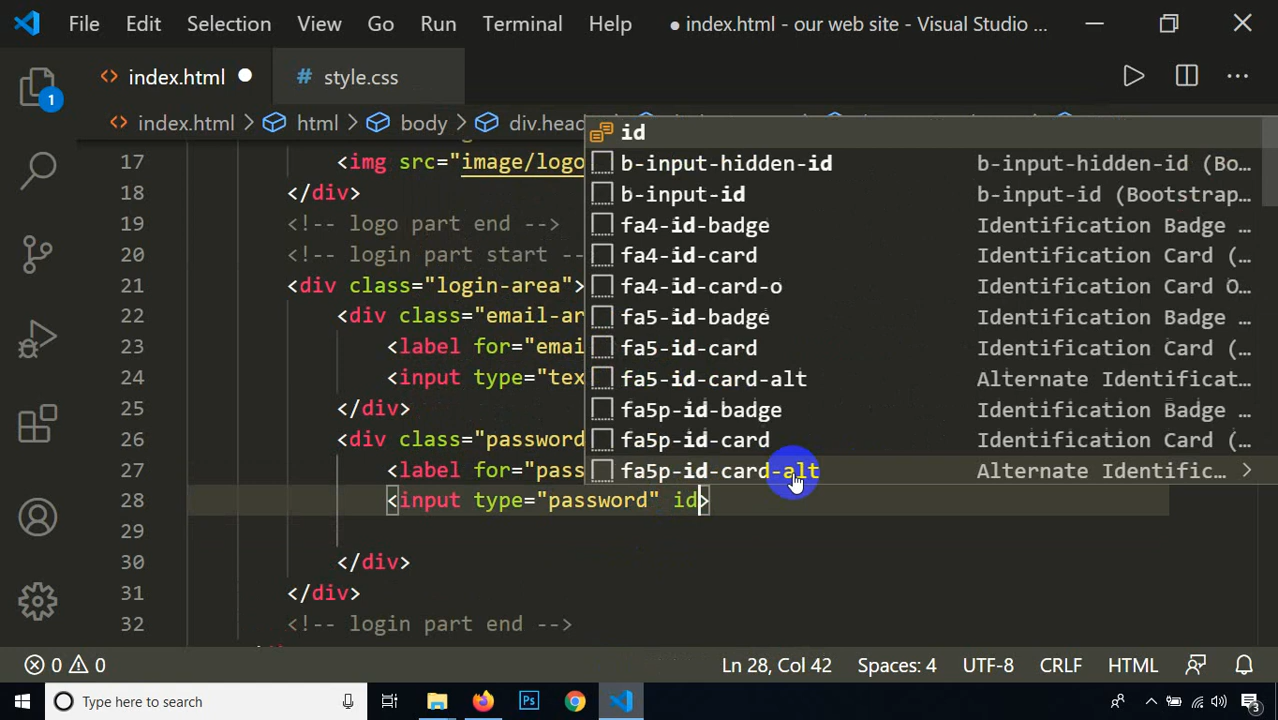 File Edit Selection View Go Run Terminal Help ● index.html - our web site - Visual Studio ...
<> index.html ● # style.css
<> index.html > html > body > div.head
1
17 <img src="image/logo
18 </div>
19 <!-- logo part end -->
20 <!-- login part start --
21 <div class="login-area">
22 <div class="email-ar
23 <label for="emai
24 <input type="tex
25 </div>
26 <div class="password
27 <label for="pass
28 <input type="password" id>
29
30 </div>
31 </div>
32 <!-- login part end -->
id
b-input-hidden-id b-input-hidden-id (Bo...
b-input-id b-input-id (Bootstrap...
fa4-id-badge Identification Badge ...
fa4-id-card Identification Card (...
fa4-id-card-o Identification Card O...
fa5-id-badge Identification Badge ...
fa5-id-card Identification Card (...
fa5-id-card-alt Alternate Identificat...
fa5p-id-badge Identification Badge ...
fa5p-id-card Identification Card (...
fa5p-id-card-alt Alternate Identific... >
0 0 Ln 28, Col 42 Spaces: 4 UTF-8 CRLF HTML
Type here to search Ps 3